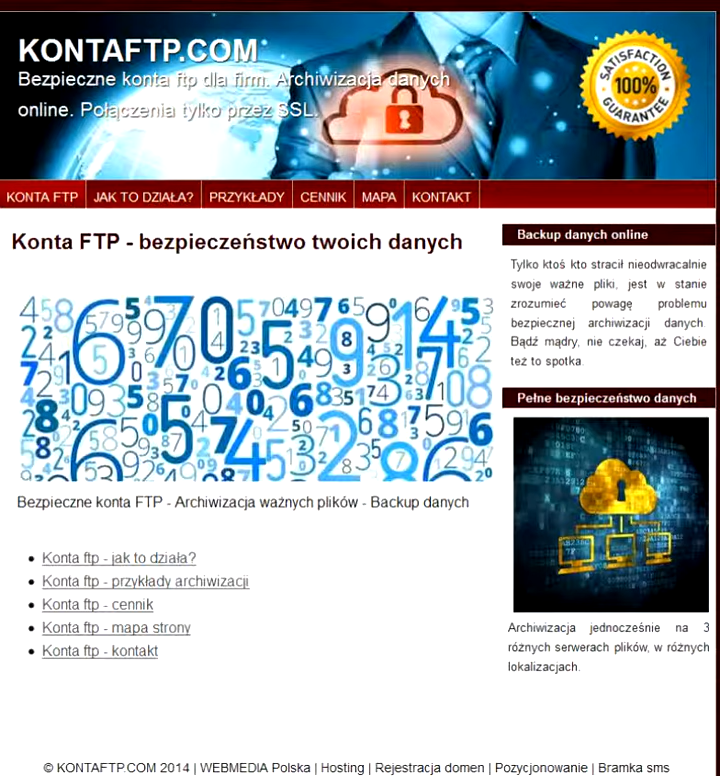 KONTAFTP.COM
Bezpieczne konta ftp dla firm. Archiwizacja danych
online. Połączenia tylko przez SSL.
SATISFACTION
100%
GUARANTEE
KONTA FTP
JAK TO DZIAŁA?
PRZYKŁADY
CENNIK
MAPA
KONTAKT
Konta FTP - bezpieczeństwo twoich danych
Bezpieczne konta FTP - Archiwizacja ważnych plików - Backup danych
Konta ftp - jak to działa?
Konta ftp - przykłady archiwizacji
Konta ftp - cennik
Konta ftp - mapa strony
Konta ftp - kontakt
Backup danych online
Tylko ktoś kto stracił nieodwracalnie
swoje ważne pliki, jest w stanie
zrozumieć powagę problemu
bezpiecznej archiwizacji danych.
Bądź mądry, nie czekaj, aż Ciebie
też to spotka.
Pełne bezpieczeństwo danych
Archiwizacja jednocześnie na 3
różnych serwerach plików, w różnych
lokalizacjach.
© KONTAFTP.COM 2014 | WEBMEDIA Polska | Hosting | Rejestracja domen | Pozycjonowanie | Bramka sms